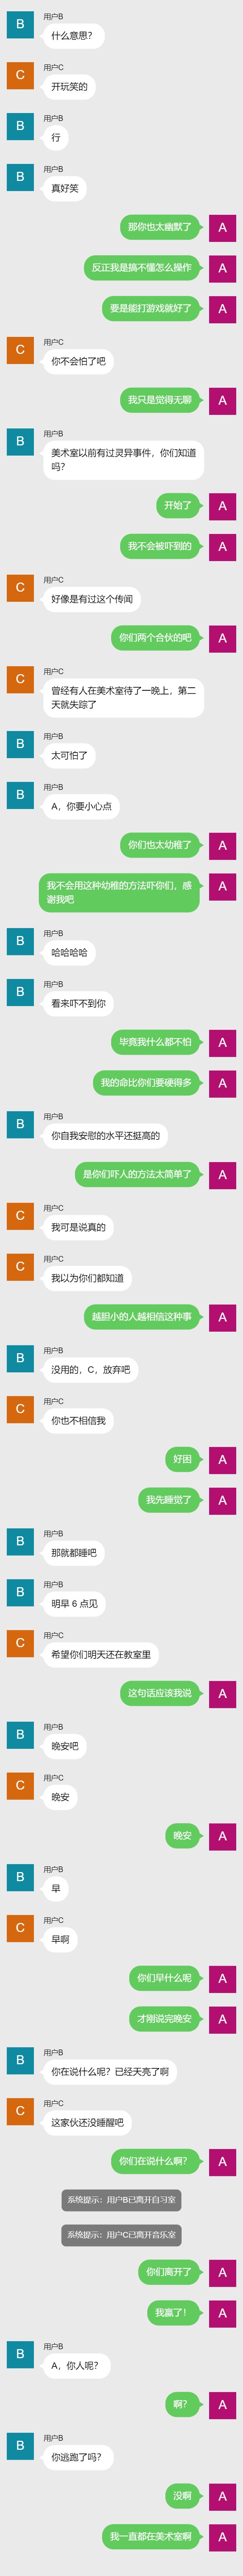 B
用户B
什么意思?
C
用户C
开玩笑的
B
用户B
行
B
用户B
真好笑
那你也太幽默了
A
反正我是搞不懂怎么操作
A
要是能打游戏就好了
A
C
用户C
你不会怕了吧
我只是觉得无聊
A
B
用户B
美术室以前有过灵异事件，你们知道
吗?
开始了
A
我不会被吓到的
A
C
用户C
好像是有过这个传闻
你们两个合伙的吧
A
C
用户C
曾经有人在美术室待了一晚上，第二
天就失踪了
B
用户B
太可怕了
B
用户B
A，你要小心点
你们也太幼稚了
A
我不会用这种幼稚的方法吓你们，感
谢我吧
A
B
用户B
哈哈哈哈
B
用户B
看来吓不到你
毕竟我什么都不怕
A
我的命比你们要硬得多
A
B
用户B
你自我安慰的水平还挺高的
是你们吓人的方法太简单了
A
C
用户C
我可是说真的
C
用户C
我以为你们都知道
越胆小的人越相信这种事
A
B
用户B
没用的，C，放弃吧
C
用户C
你也不相信我
好困
A
我先睡觉了
A
B
用户B
那就都睡吧
B
用户B
明早 6 点见
C
用户C
希望你们明天还在教室里
这句话应该我说
A
B
用户B
晚安吧
C
用户C
晚安
晚安
A
B
用户B
早
C
用户C
早啊
你们早什么呢
A
才刚说完晚安
A
B
用户B
你在说什么呢？已经天亮了啊
C
用户C
这家伙还没睡醒吧
你们在说什么啊?
A
系统提示：用户B已离开自习室
系统提示：用户C已离开音乐室
你们离开了
A
我赢了！
A
B
用户B
A，你人呢?
啊?
A
B
用户B
你逃跑了吗?
没啊
A
我一直都在美术室啊
A